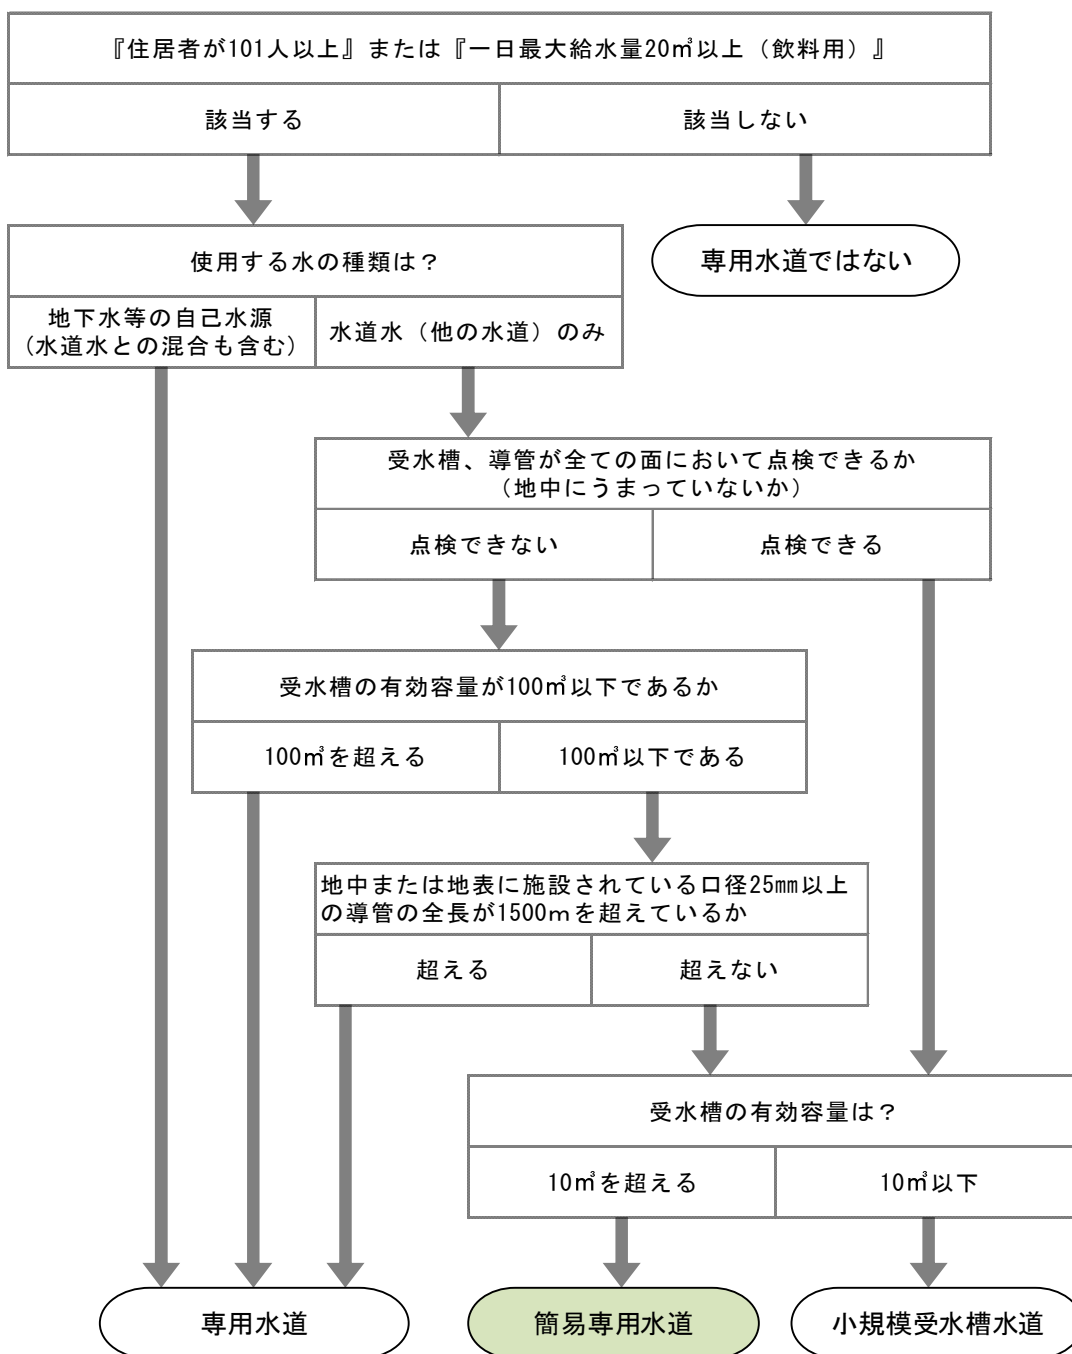 『住居者が101人以上』または『一日最大給水量20㎥以上（飲料用）』
該当する
該当しない
使用する水の種類は？
専用水道ではない
地下水等の自己水源
(水道水との混合も含む)
水道水（他の水道）のみ
受水槽、導管が全ての面において点検できるか
（地中にうまっていないか）
点検できない
点検できる
受水槽の有効容量が100㎥以下であるか
100㎥を超える
100㎥以下である
地中または地表に施設されている口径25mm以上
の導管の全長が1500ｍを超えているか
超える
超えない
受水槽の有効容量は？
10㎥を超える
10㎥以下
専用水道
簡易専用水道
小規模受水槽水道